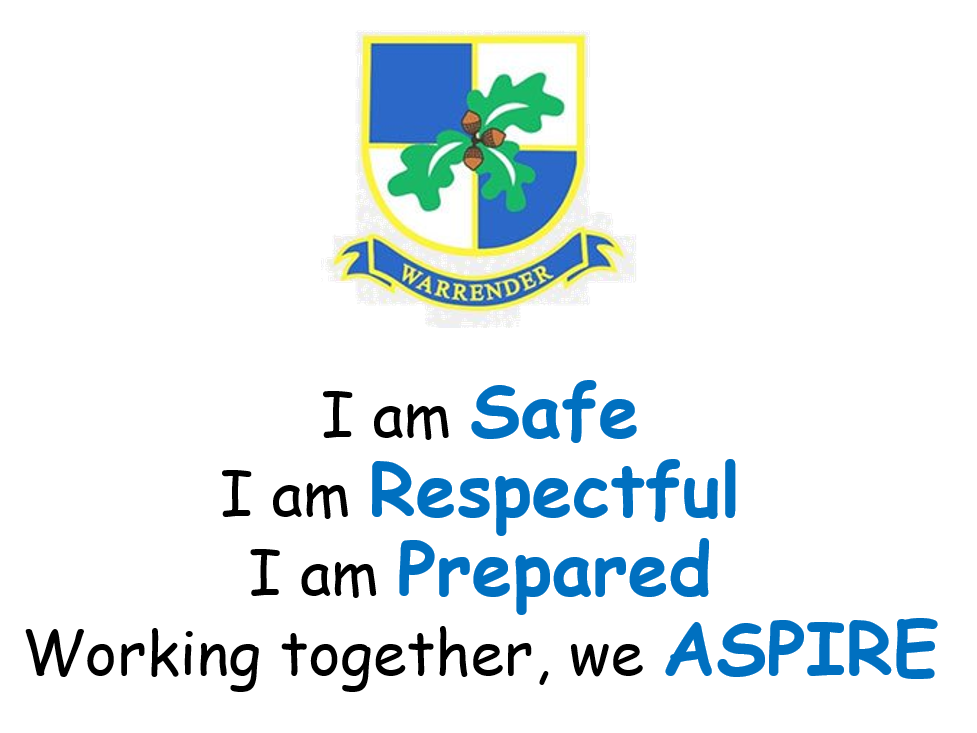 WARRENDER
I am Safe
I am Respectful
I am Prepared
Working together, we ASPIRE